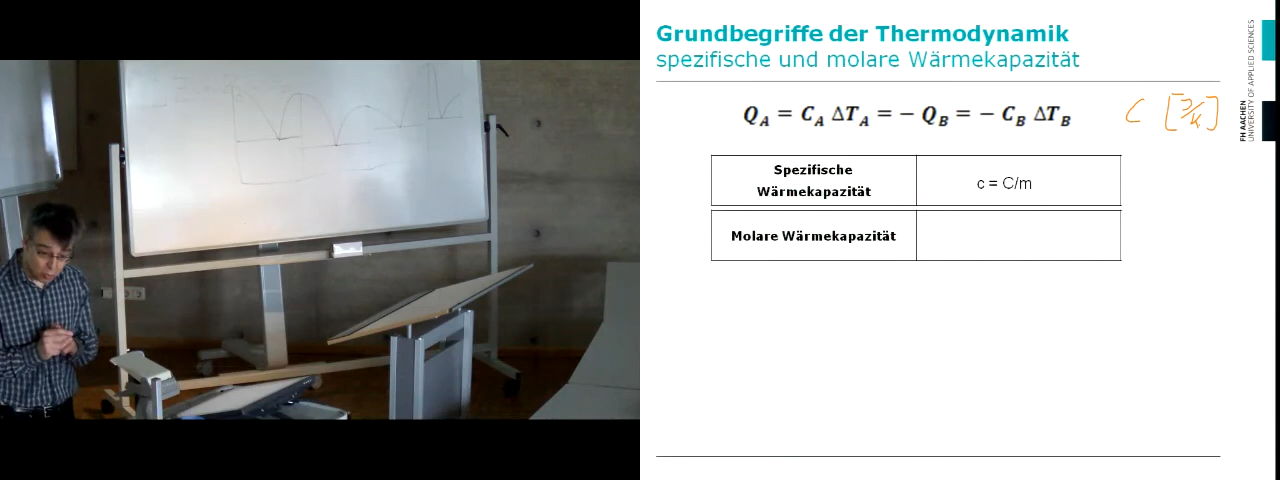 Grundbegriffe der Thermodynamik
spezifische und molare Wärmekapazität
Q_A = C_A ΔT_A = − Q_B = − C_B ΔT_B
C [J/K]
Spezifische
Wärmekapazität
c = C/m
Molare Wärmekapazität
FH AACHEN
UNIVERSITY OF APPLIED SCIENCES